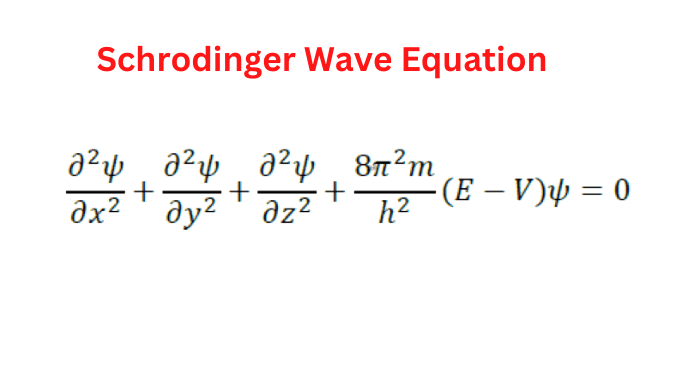 Schrodinger Wave Equation
∂²ψ/∂x² + ∂²ψ/∂y² + ∂²ψ/∂z² + 8π²m/h² (E − V)ψ = 0